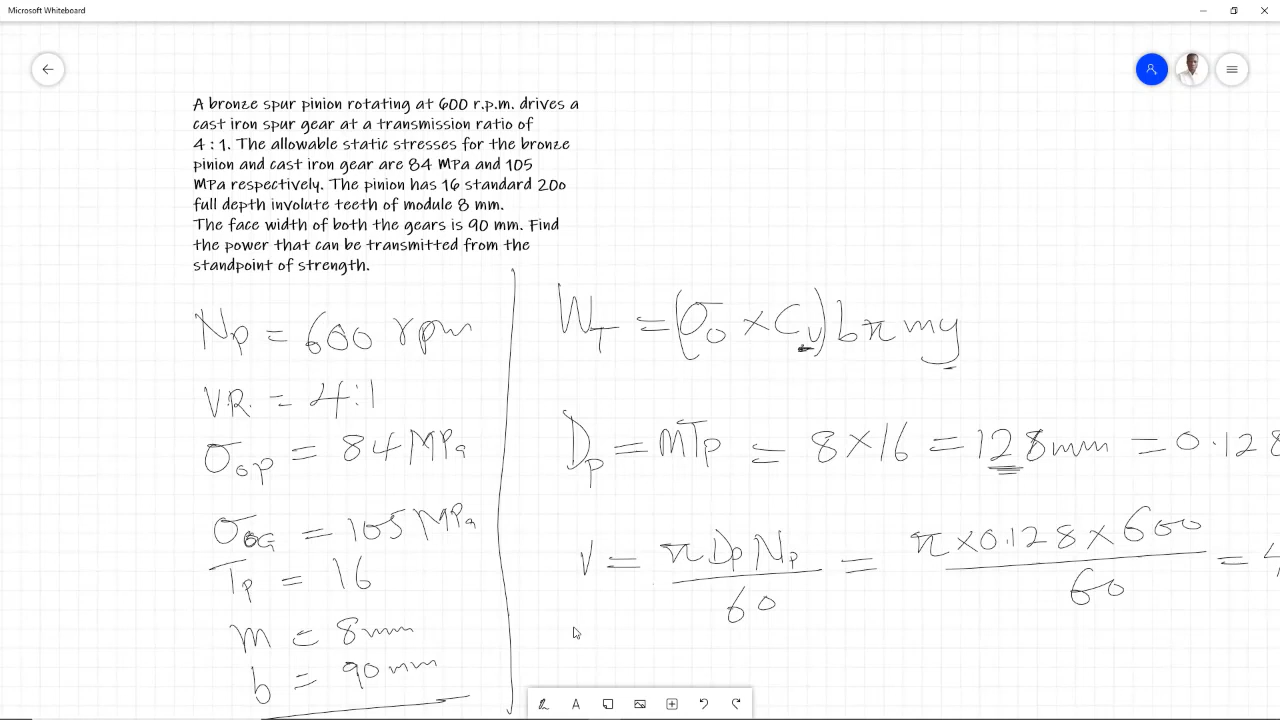 Microsoft Whiteboard
A bronze spur pinion rotating at 600 r.p.m. drives a
cast iron spur gear at a transmission ratio of
4 : 1. The allowable static stresses for the bronze
pinion and cast iron gear are 84 MPa and 105
MPa respectively. The pinion has 16 standard 20o
full depth involute teeth of module 8 mm.
The face width of both the gears is 90 mm. Find
the power that can be transmitted from the
standpoint of strength.
Np = 600 rpm
V.R. = 4:1
σop = 84 MPa
σoG = 105 MPa
Tp = 16
m = 8mm
b = 90mm
WT = (σo × Cv) b π m y
Dp = mTp = 8 × 16 = 128mm = 0.128
V = π Dp Np / 60 = π × 0.128 × 600 / 60 = 4